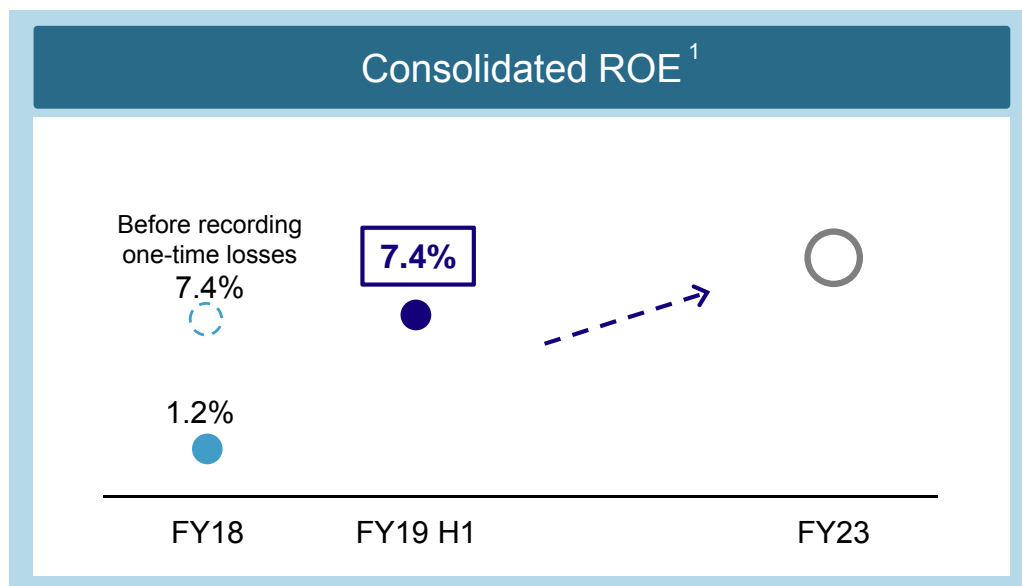 Consolidated ROE 1
Before recording
one-time losses
7.4%
7.4%
1.2%
FY18
FY19 H1
FY23